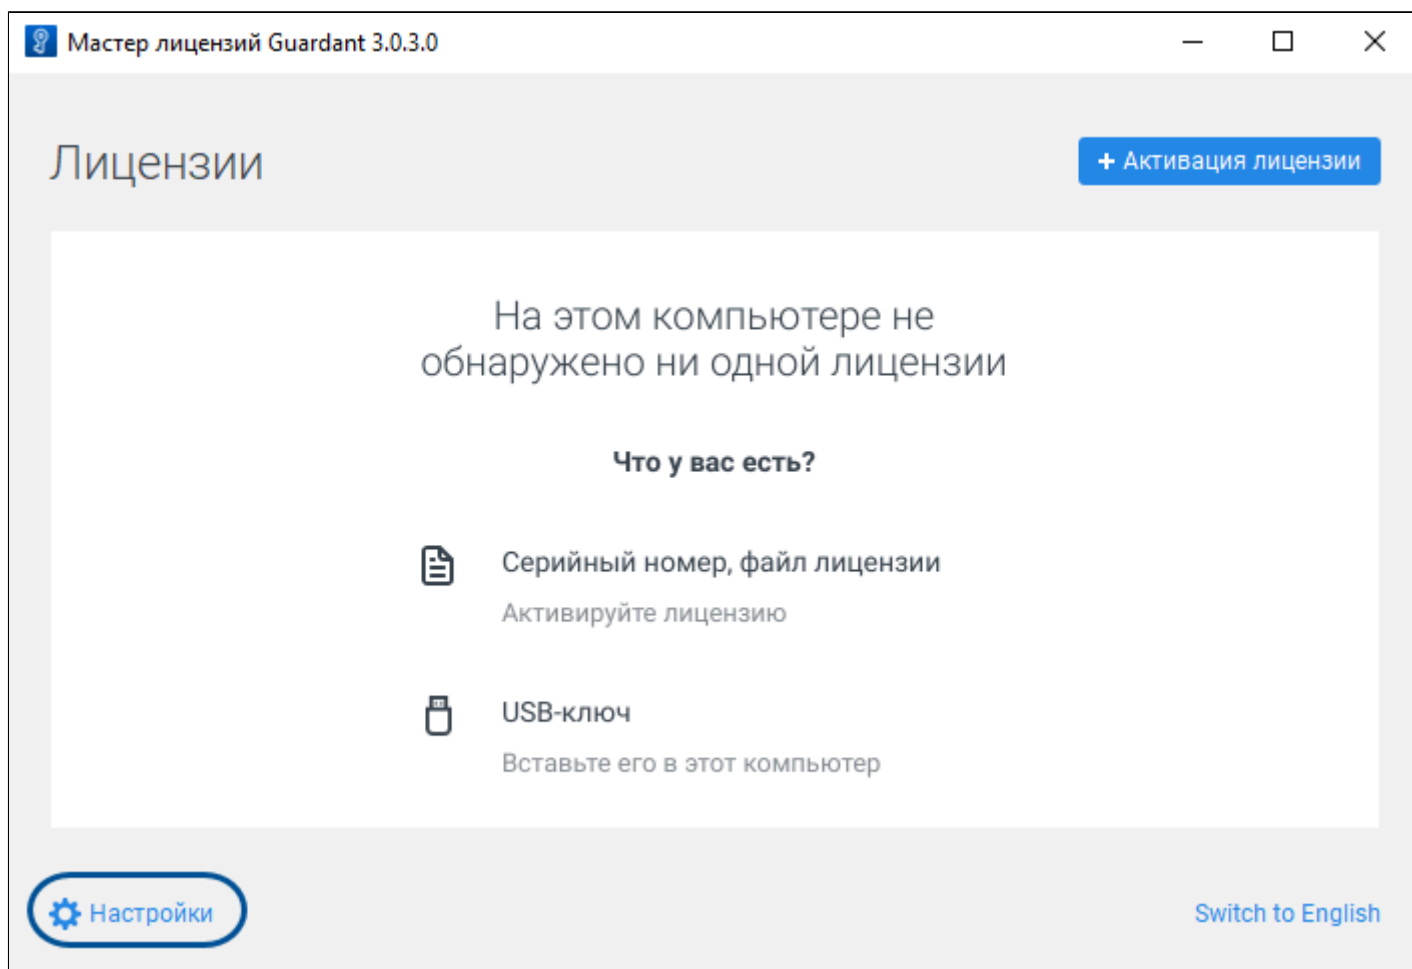 Мастер лицензий Guardant 3.0.3.0
Лицензии
+ Активация лицензии
На этом компьютере не
обнаружено ни одной лицензии
Что у вас есть?
Серийный номер, файл лицензии
Активируйте лицензию
USB-ключ
Вставьте его в этот компьютер
Настройки
Switch to English